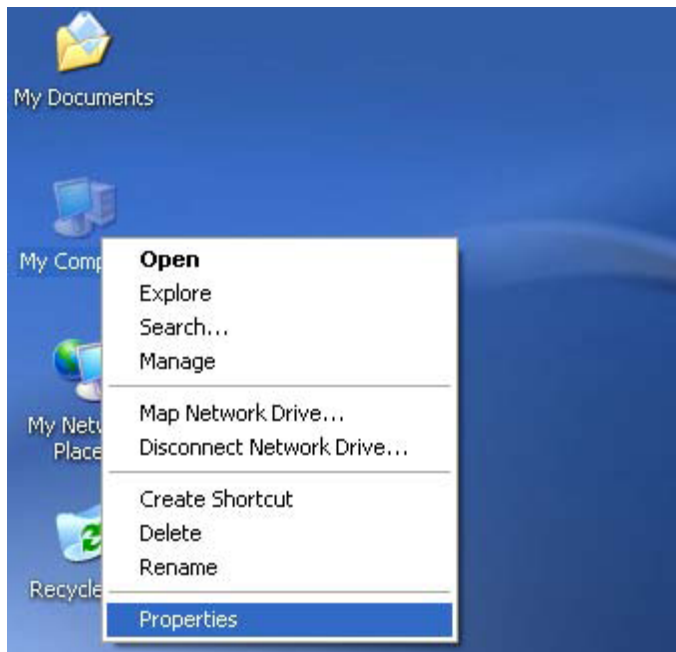 My Documents
My Comp
Open
Explore
Search...
Manage
Map Network Drive...
My Netw
Place
Disconnect Network Drive...
Create Shortcut
Delete
Rename
Recycle
Properties